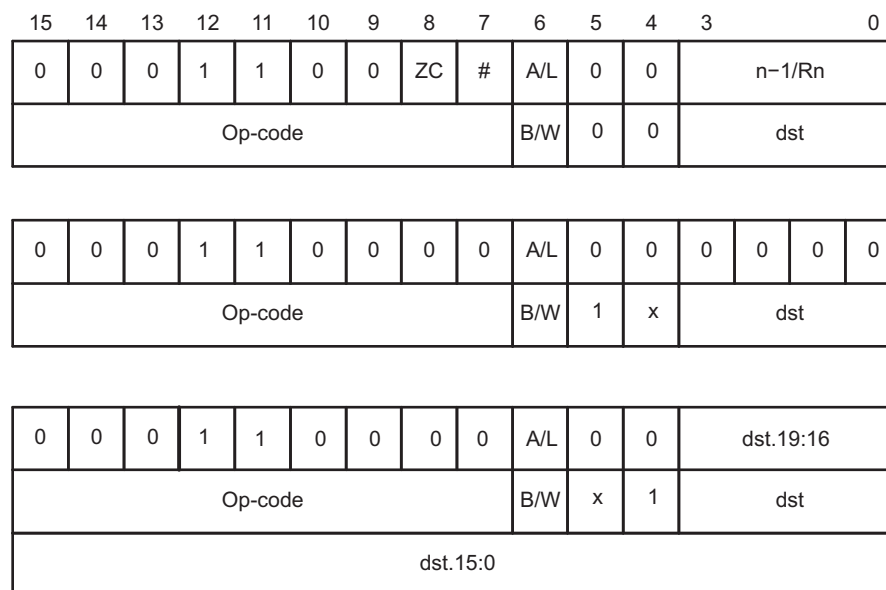 15 14 13 12 11 10 9 8 7 6 5 4 3 0
0 0 0 1 1 0 0 ZC # A/L 0 0 n−1/Rn
Op-code B/W 0 0 dst
0 0 0 1 1 0 0 0 0 A/L 0 0 0 0 0 0
Op-code B/W 1 x dst
0 0 0 1 1 0 0 0 0 A/L 0 0 dst.19:16
Op-code B/W x 1 dst
dst.15:0